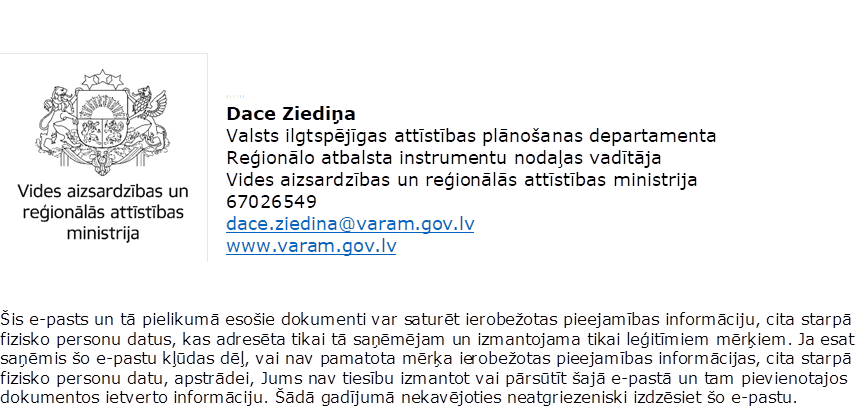 Vides aizsardzības un
reģionālās attīstības
ministrija
Dace Ziediņa
Valsts ilgtspējīgas attīstības plānošanas departamenta
Reģionālo atbalsta instrumentu nodaļas vadītāja
Vides aizsardzības un reģionālās attīstības ministrija
67026549
dace.ziedina@varam.gov.lv
www.varam.gov.lv
Šis e-pasts un tā pielikumā esošie dokumenti var saturēt ierobežotas pieejamības informāciju, cita starpā
fizisko personu datus, kas adresēta tikai tā saņēmējam un izmantojama tikai leģitīmiem mērķiem. Ja esat
saņēmis šo e-pastu kļūdas dēļ, vai nav pamatota mērķa ierobežotas pieejamības informācijas, cita starpā
fizisko personu datu, apstrādei, Jums nav tiesību izmantot vai pārsūtīt šajā e-pastā un tam pievienotajos
dokumentos ietverto informāciju. Šādā gadījumā nekavējoties neatgriezeniski izdzēsiet šo e-pastu.